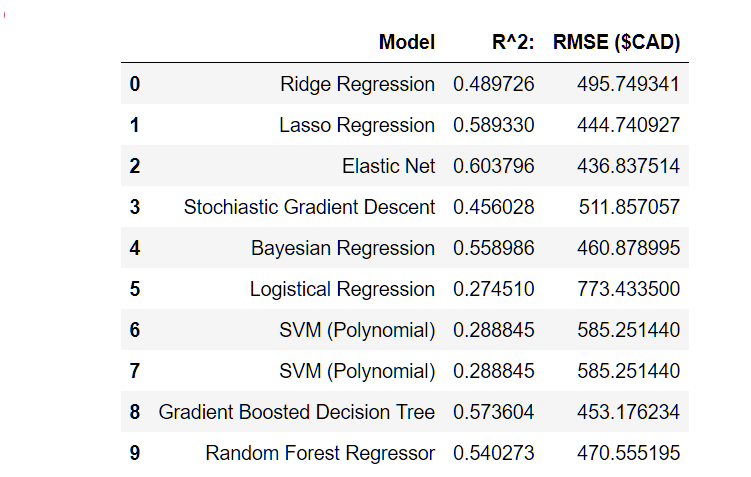 Model R^2: RMSE ($CAD)
0 Ridge Regression 0.489726 495.749341
1 Lasso Regression 0.589330 444.740927
2 Elastic Net 0.603796 436.837514
3 Stochiastic Gradient Descent 0.456028 511.857057
4 Bayesian Regression 0.558986 460.878995
5 Logistical Regression 0.274510 773.433500
6 SVM (Polynomial) 0.288845 585.251440
7 SVM (Polynomial) 0.288845 585.251440
8 Gradient Boosted Decision Tree 0.573604 453.176234
9 Random Forest Regressor 0.540273 470.555195